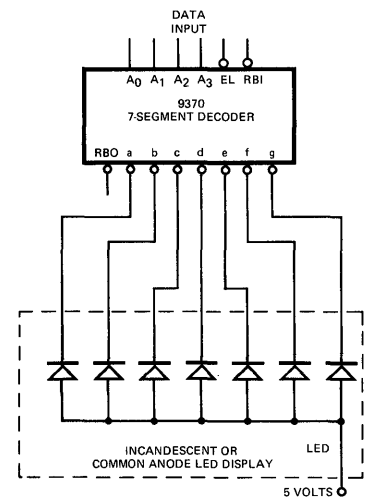 DATA
INPUT
A0 A1 A2 A3 EL RBI
9370
7-SEGMENT DECODER
RBO a b c d e f g
LED
INCANDESCENT OR
COMMON ANODE LED DISPLAY
5 VOLTS